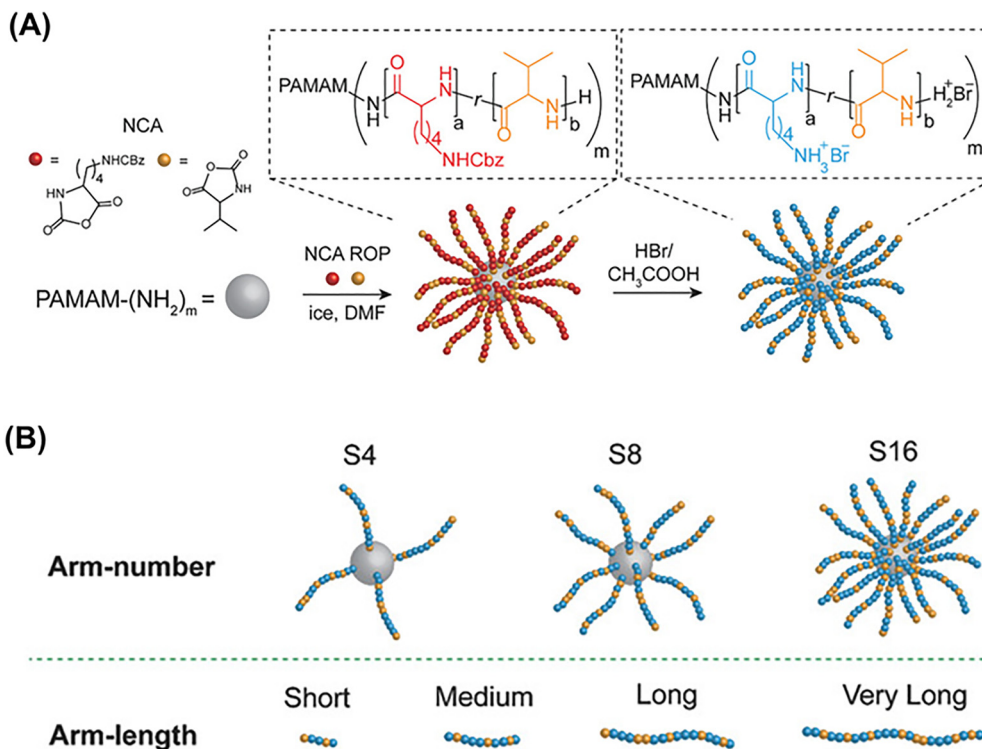 (A)
NCA
= NHCBz =
4
HN O O O
O O O NH
PAMAM-(NH2)m =
NCA ROP
ice, DMF
PAMAM N H O H N a r O N H b H m
4
NHCbz
HBr/
CH3COOH
PAMAM N H O H N a r O N H b H2+Br− m
4
NH3+Br−
(B)
S4 S8 S16
Arm-number
Short Medium Long Very Long
Arm-length